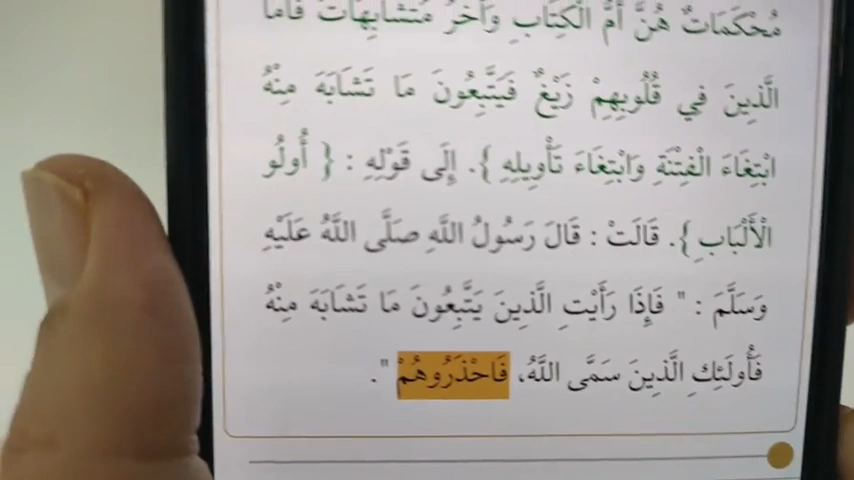 مُحْكَمَاتٌ هُنَّ أُمُّ الْكِتَابِ وَأُخَرُ مُتَشَابِهَاتٌ فَأَمَّا
الَّذِينَ فِي قُلُوبِهِمْ زَيْغٌ فَيَتَّبِعُونَ مَا تَشَابَهَ مِنْهُ
ابْتِغَاءَ الْفِتْنَةِ وَابْتِغَاءَ تَأْوِيلِهِ }. إِلَى قَوْلِهِ : { أُولُو
الْأَلْبَابِ }. قَالَتْ : قَالَ رَسُولُ اللَّهِ صَلَّى اللَّهُ عَلَيْهِ
وَسَلَّمَ : " فَإِذَا رَأَيْتِ الَّذِينَ يَتَّبِعُونَ مَا تَشَابَهَ مِنْهُ
فَأُولَئِكِ الَّذِينَ سَمَّى اللَّهُ، فَاحْذَرُوهُمْ ".